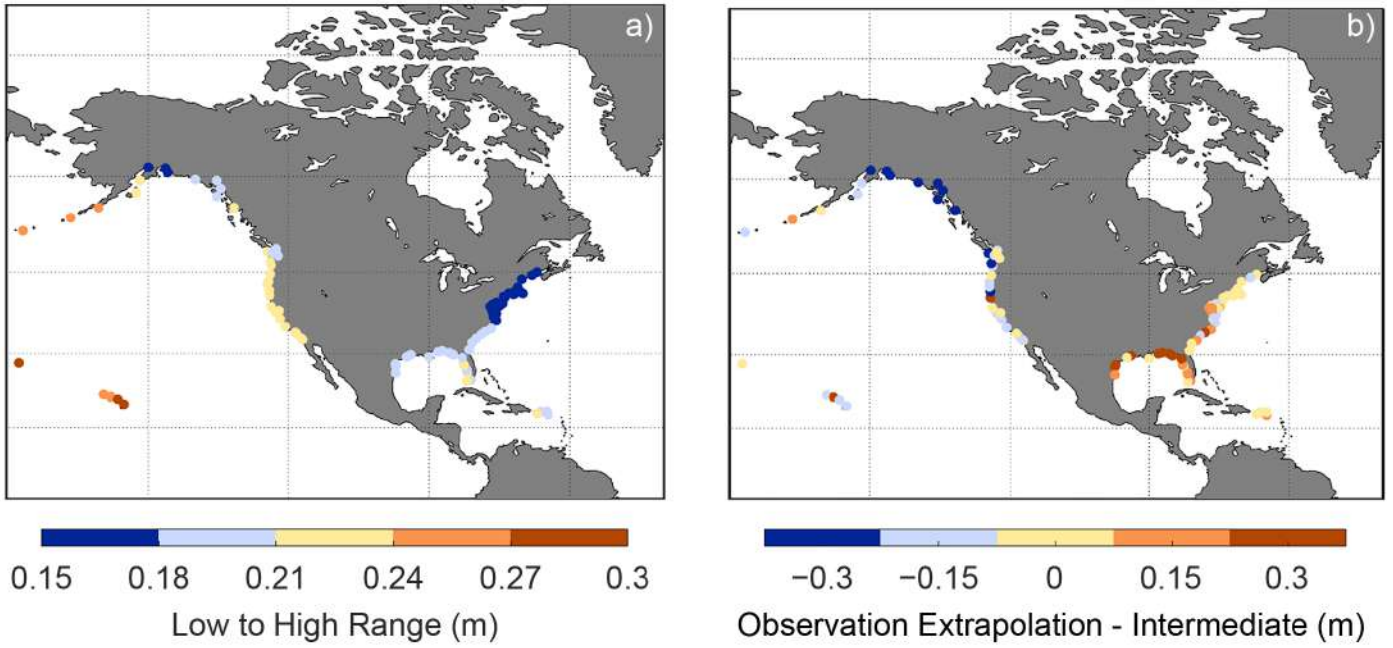 a)
b)
0.15 0.18 0.21 0.24 0.27 0.3
Low to High Range (m)
−0.3 −0.15 0 0.15 0.3
Observation Extrapolation - Intermediate (m)